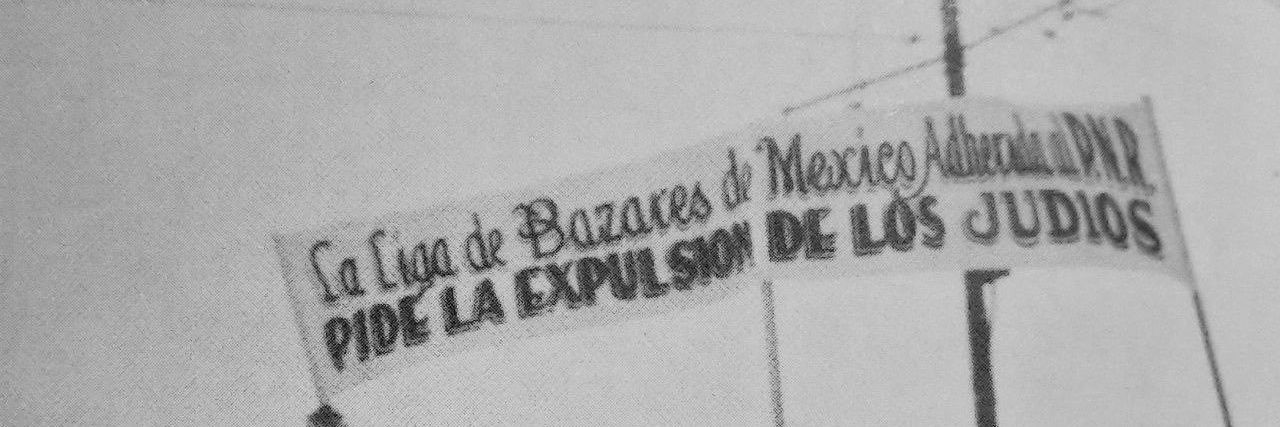 La Liga de Bazares de Mexico Adherida al P.N.R.
PIDE LA EXPULSION DE LOS JUDIOS